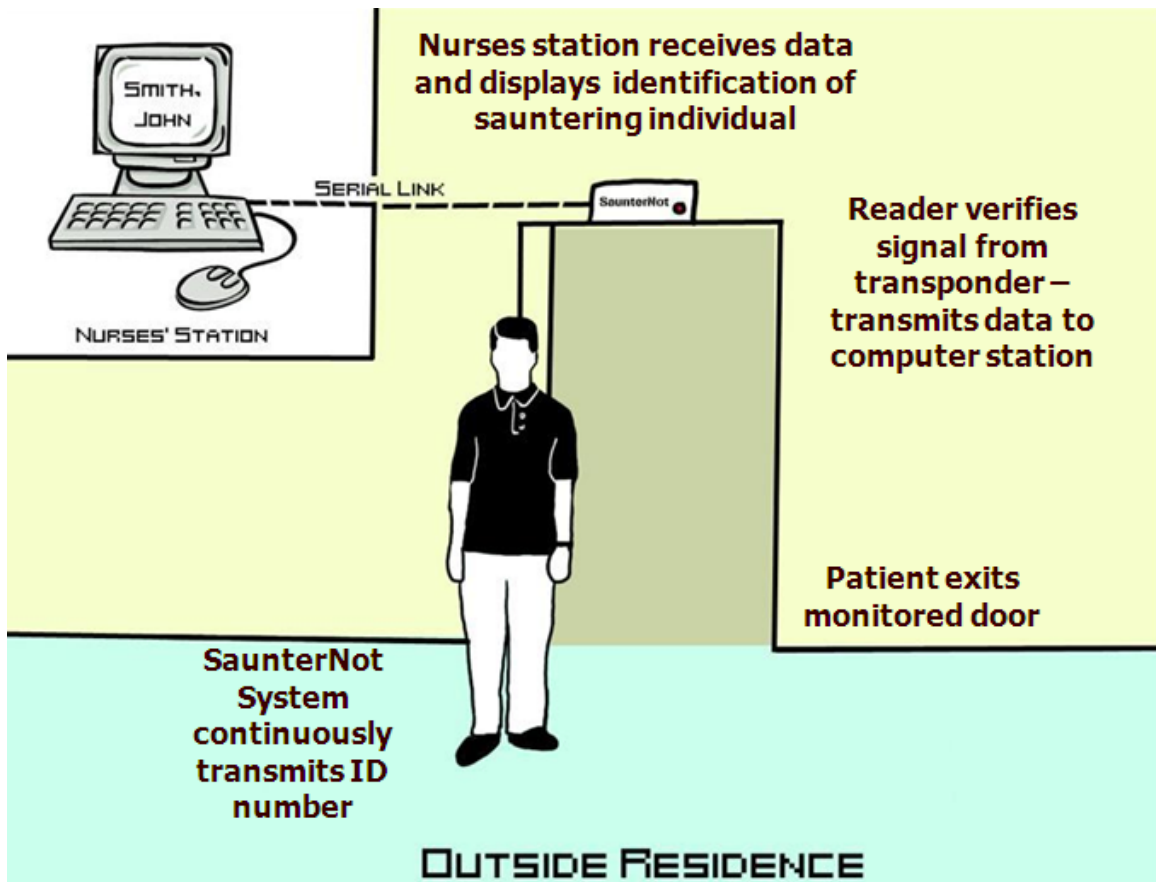 Nurses station receives data
and displays identification of
sauntering individual
SMITH,
JOHN
SERIAL LINK
SaunterNot
NURSES' STATION
Reader verifies
signal from
transponder –
transmits data to
computer station
Patient exits
monitored door
SaunterNot
System
continuously
transmits ID
number
OUTSIDE RESIDENCE